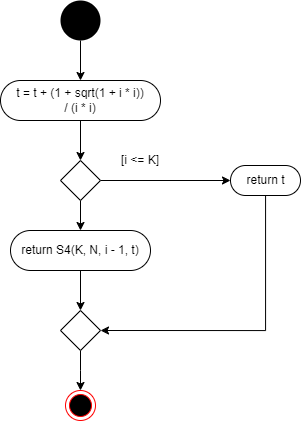 t = t + (1 + sqrt(1 + i * i))
/ (i * i)
[i <= K]
return t
return S4(K, N, i - 1, t)